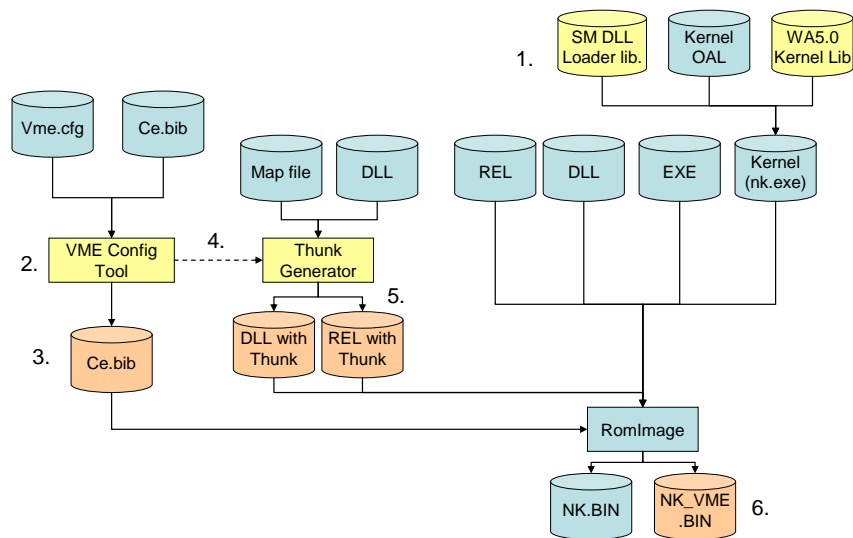 1.
SM DLL
Loader lib.
Kernel
OAL
WA5.0
Kernel Lib
Vme.cfg
Ce.bib
Map file
DLL
REL
DLL
EXE
Kernel
(nk.exe)
2.
VME Config
Tool
4.
Thunk
Generator
5.
3.
Ce.bib
DLL with
Thunk
REL with
Thunk
RomImage
NK.BIN
NK_VME
.BIN
6.